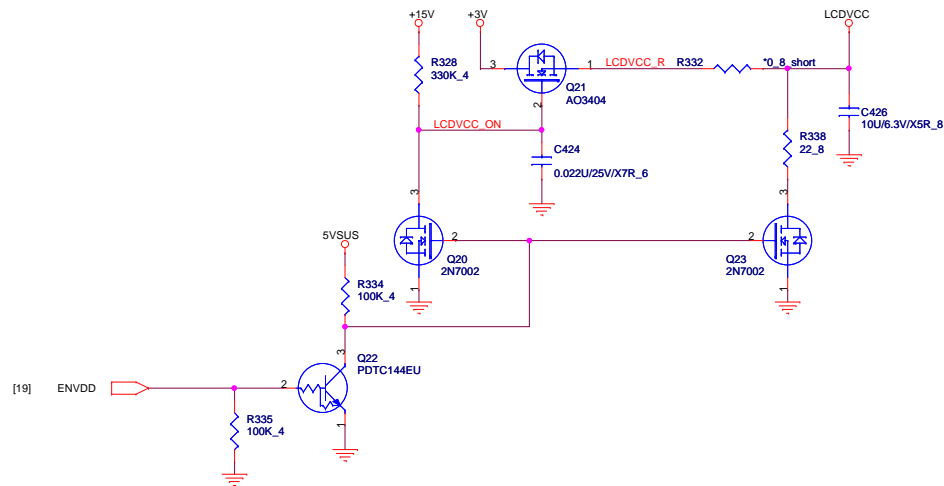 +15V
+3V
LCDVCC
R328
330K_4
3
1
LCDVCC_R
R332
*0_8_short
Q21
AO3404
2
C426
10U/6.3V/X5R_8
LCDVCC_ON
C424
0.022U/25V/X7R_6
R338
22_8
3
3
5VSUS
2
2
Q20
2N7002
Q23
2N7002
1
1
R334
100K_4
3
Q22
PDTC144EU
[19]
ENVDD
2
1
R335
100K_4